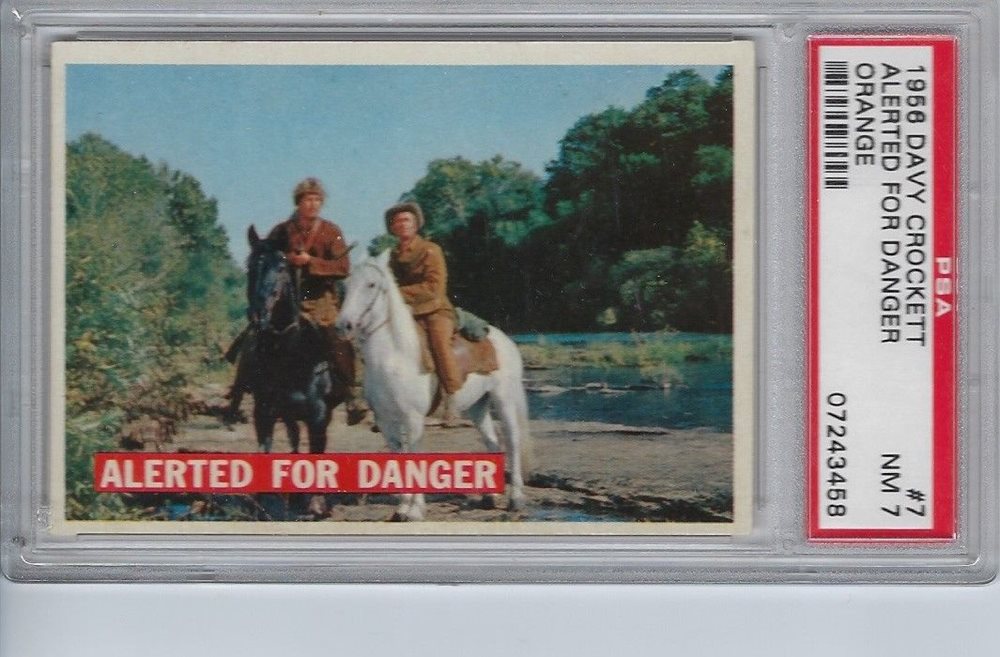 ALERTED FOR DANGER
PSA
1956 DAVY CROCKETT #7
ALERTED FOR DANGER NM 7
ORANGE 07243458